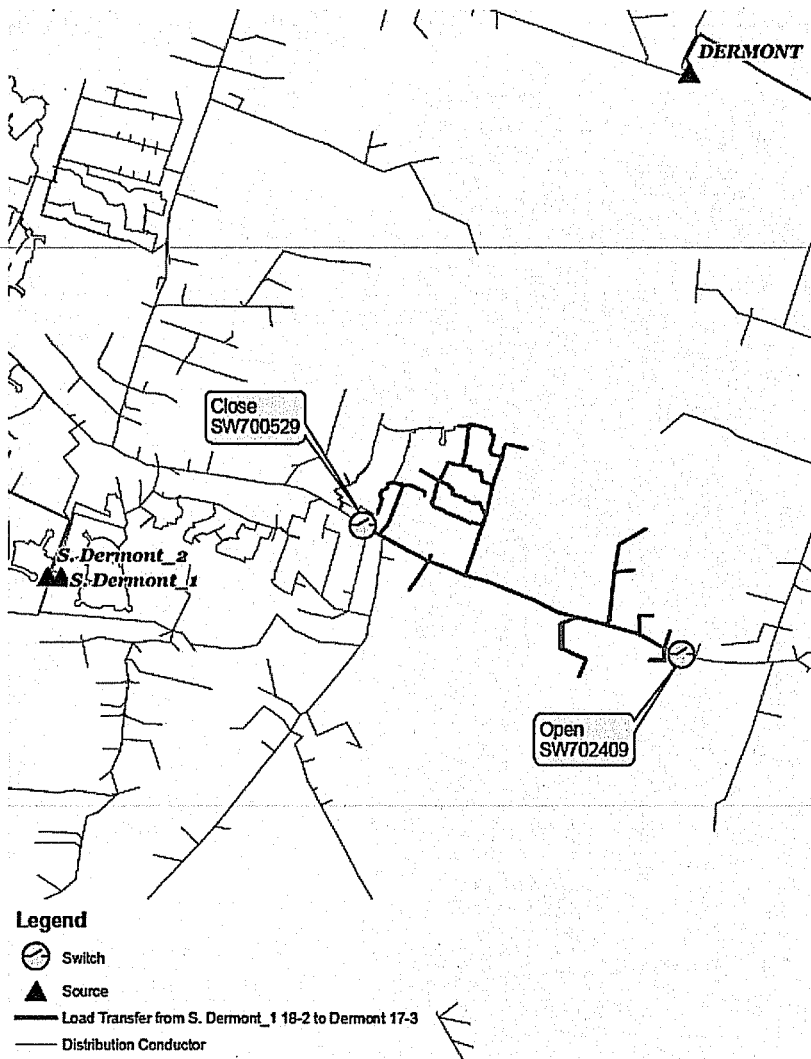 DERMONT
Close
SW700529
S. Dermont_2
S. Dermont_1
Open
SW702409
Legend
Switch
Source
Load Transfer from S. Dermont_1 18-2 to Dermont 17-3
Distribution Conductor